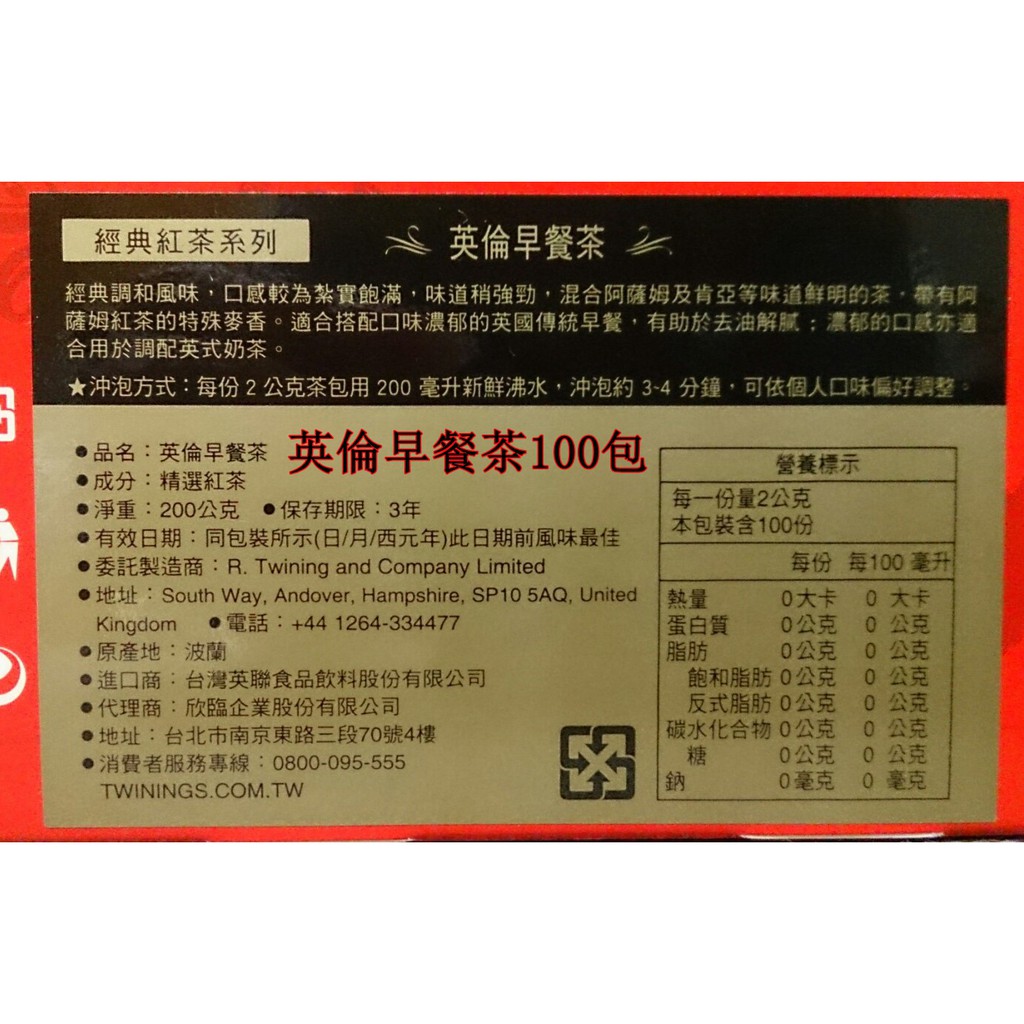 經典紅茶系列
英倫早餐茶
經典調和風味，口感較為紮實飽滿，味道稍強勁，混合阿薩姆及肯亞等味道鮮明的茶，帶有阿
薩姆紅茶的特殊麥香。適合搭配口味濃郁的英國傳統早餐，有助於去油解膩；濃郁的口感亦適
合用於調配英式奶茶。
★沖泡方式：每份 2 公克茶包用 200 毫升新鮮沸水，沖泡約 3-4 分鐘，可依個人口味偏好調整。
英倫早餐茶100包
●品名：英倫早餐茶
●成分：精選紅茶
●淨重：200公克 ●保存期限：3年
●有效日期：同包裝所示(日/月/西元年)此日期前風味最佳
●委託製造商：R. Twining and Company Limited
●地址：South Way, Andover, Hampshire, SP10 5AQ, United
Kingdom ●電話：+44 1264-334477
●原產地：波蘭
●進口商：台灣英聯食品飲料股份有限公司
●代理商：欣臨企業股份有限公司
●地址：台北市南京東路三段70號4樓
●消費者服務專線：0800-095-555
TWININGS.COM.TW
營養標示
每一份量2公克
本包裝含100份
每份 每100 毫升
熱量 0大卡 0 大卡
蛋白質 0公克 0 公克
脂肪 0公克 0 公克
飽和脂肪 0公克 0 公克
反式脂肪 0公克 0 公克
碳水化合物 0公克 0 公克
糖 0公克 0 公克
鈉 0毫克 0 毫克